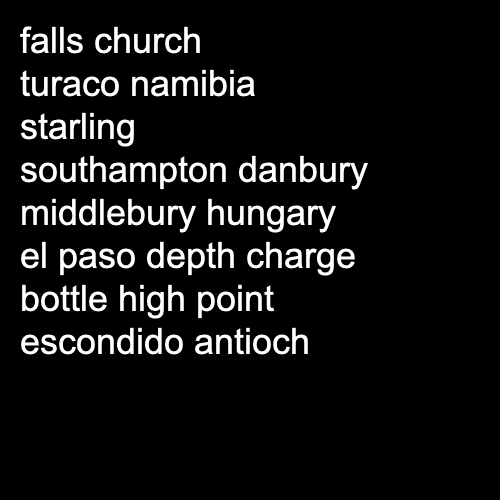 falls church
turaco namibia
starling
southampton danbury
middlebury hungary
el paso depth charge
bottle high point
escondido antioch